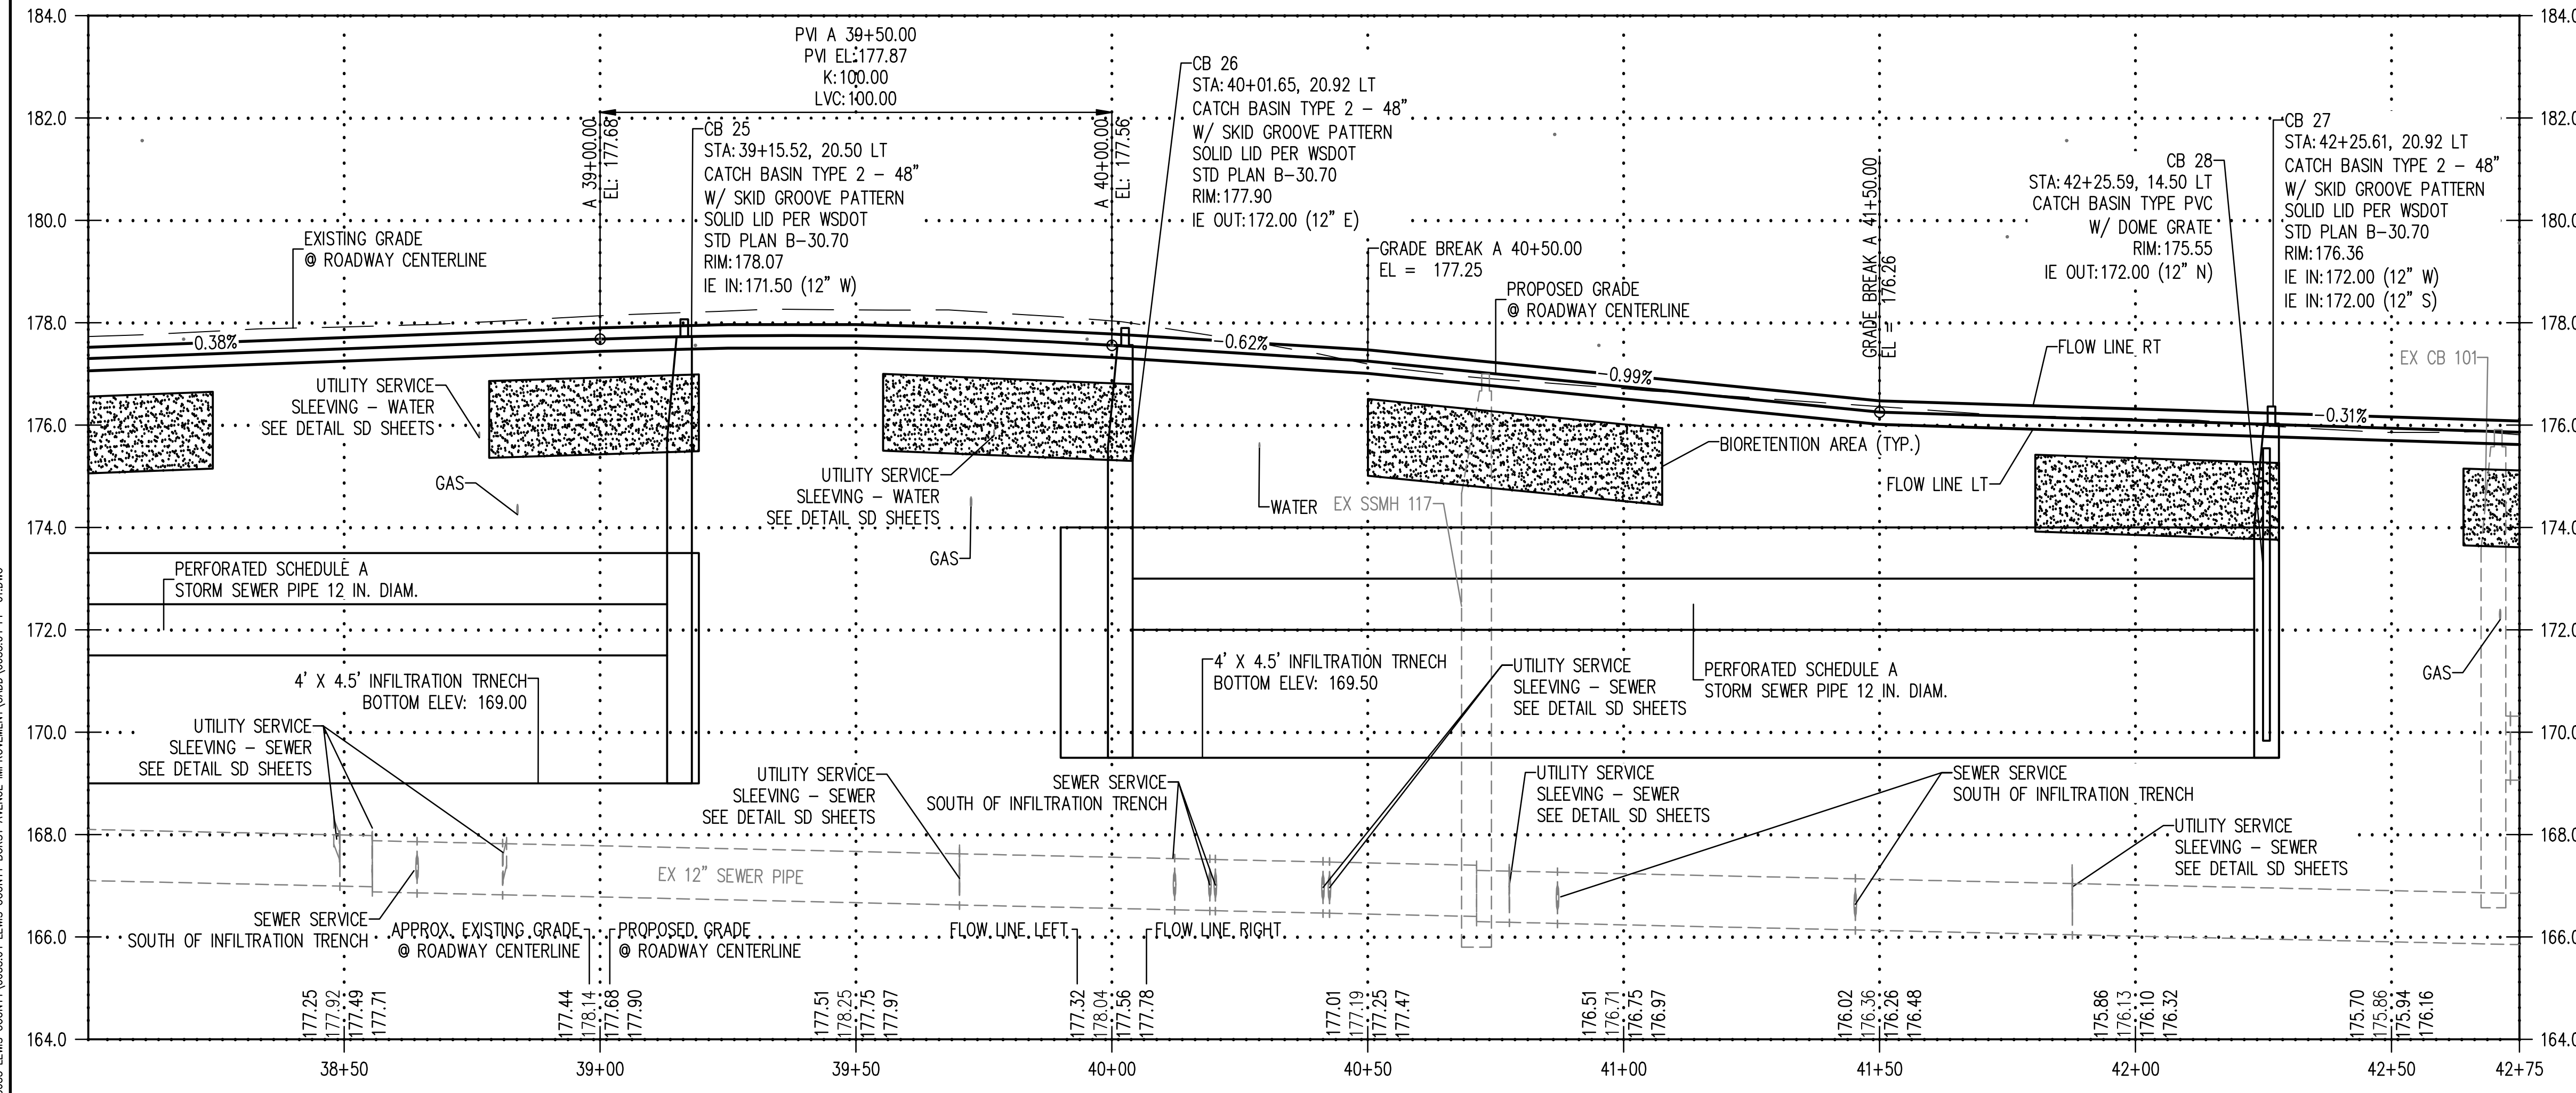 184.0
182.0
180.0
178.0
176.0
174.0
172.0
170.0
168.0
166.0
164.0
PVI A 39+50.00
PVI EL:177.87
K:100.00
LVC:100.00
A 39+00.00
EL: 177.68
A 40+00.00
EL: 177.56
CB 25
STA:39+15.52, 20.50 LT
CATCH BASIN TYPE 2 – 48"
W/ SKID GROOVE PATTERN
SOLID LID PER WSDOT
STD PLAN B–30.70
RIM:178.07
IE IN:171.50 (12" W)
CB 26
STA:40+01.65, 20.92 LT
CATCH BASIN TYPE 2 – 48"
W/ SKID GROOVE PATTERN
SOLID LID PER WSDOT
STD PLAN B–30.70
RIM:177.90
IE OUT:172.00 (12" E)
GRADE BREAK A 40+50.00
EL = 177.25
PROPOSED GRADE
@ ROADWAY CENTERLINE
GRADE BREAK A 41+50.00
EL = 176.26
CB 28
STA:42+25.59, 14.50 LT
CATCH BASIN TYPE PVC
W/ DOME GRATE
RIM:175.55
IE OUT:172.00 (12" N)
CB 27
STA:42+25.61, 20.92 LT
CATCH BASIN TYPE 2 – 48"
W/ SKID GROOVE PATTERN
SOLID LID PER WSDOT
STD PLAN B–30.70
RIM:176.36
IE IN:172.00 (12" W)
IE IN:172.00 (12" S)
EXISTING GRADE
@ ROADWAY CENTERLINE
0.38%
–0.62%
–0.99%
–0.31%
FLOW LINE RT
EX CB 101
UTILITY SERVICE
SLEEVING – WATER
SEE DETAIL SD SHEETS
GAS
UTILITY SERVICE
SLEEVING – WATER
SEE DETAIL SD SHEETS
GAS
WATER
EX SSMH 117
BIORETENTION AREA (TYP.)
FLOW LINE LT
PERFORATED SCHEDULE A
STORM SEWER PIPE 12 IN. DIAM.
4' X 4.5' INFILTRATION TRNECH
BOTTOM ELEV: 169.00
UTILITY SERVICE
SLEEVING – SEWER
SEE DETAIL SD SHEETS
4' X 4.5' INFILTRATION TRNECH
BOTTOM ELEV: 169.50
UTILITY SERVICE
SLEEVING – SEWER
SEE DETAIL SD SHEETS
PERFORATED SCHEDULE A
STORM SEWER PIPE 12 IN. DIAM.
GAS
UTILITY SERVICE
SLEEVING – SEWER
SEE DETAIL SD SHEETS
SEWER SERVICE
SOUTH OF INFILTRATION TRENCH
UTILITY SERVICE
SLEEVING – SEWER
SEE DETAIL SD SHEETS
SEWER SERVICE
SOUTH OF INFILTRATION TRENCH
UTILITY SERVICE
SLEEVING – SEWER
SEE DETAIL SD SHEETS
EX 12" SEWER PIPE
SEWER SERVICE
SOUTH OF INFILTRATION TRENCH
APPROX. EXISTING GRADE
@ ROADWAY CENTERLINE
PROPOSED GRADE
@ ROADWAY CENTERLINE
FLOW LINE LEFT
FLOW LINE RIGHT
177.25
177.92
177.49
177.71
177.44
178.14
177.68
177.90
177.51
178.25
177.75
177.97
177.32
178.04
177.56
177.78
177.01
177.19
177.25
177.47
176.51
176.71
176.75
176.97
176.02
176.36
176.26
176.48
175.86
176.13
176.10
176.32
175.70
175.86
175.94
176.16
38+50
39+00
39+50
40+00
40+50
41+00
41+50
42+00
42+50
42+75
184.0
182.0
180.0
178.0
176.0
174.0
172.0
170.0
168.0
166.0
164.0